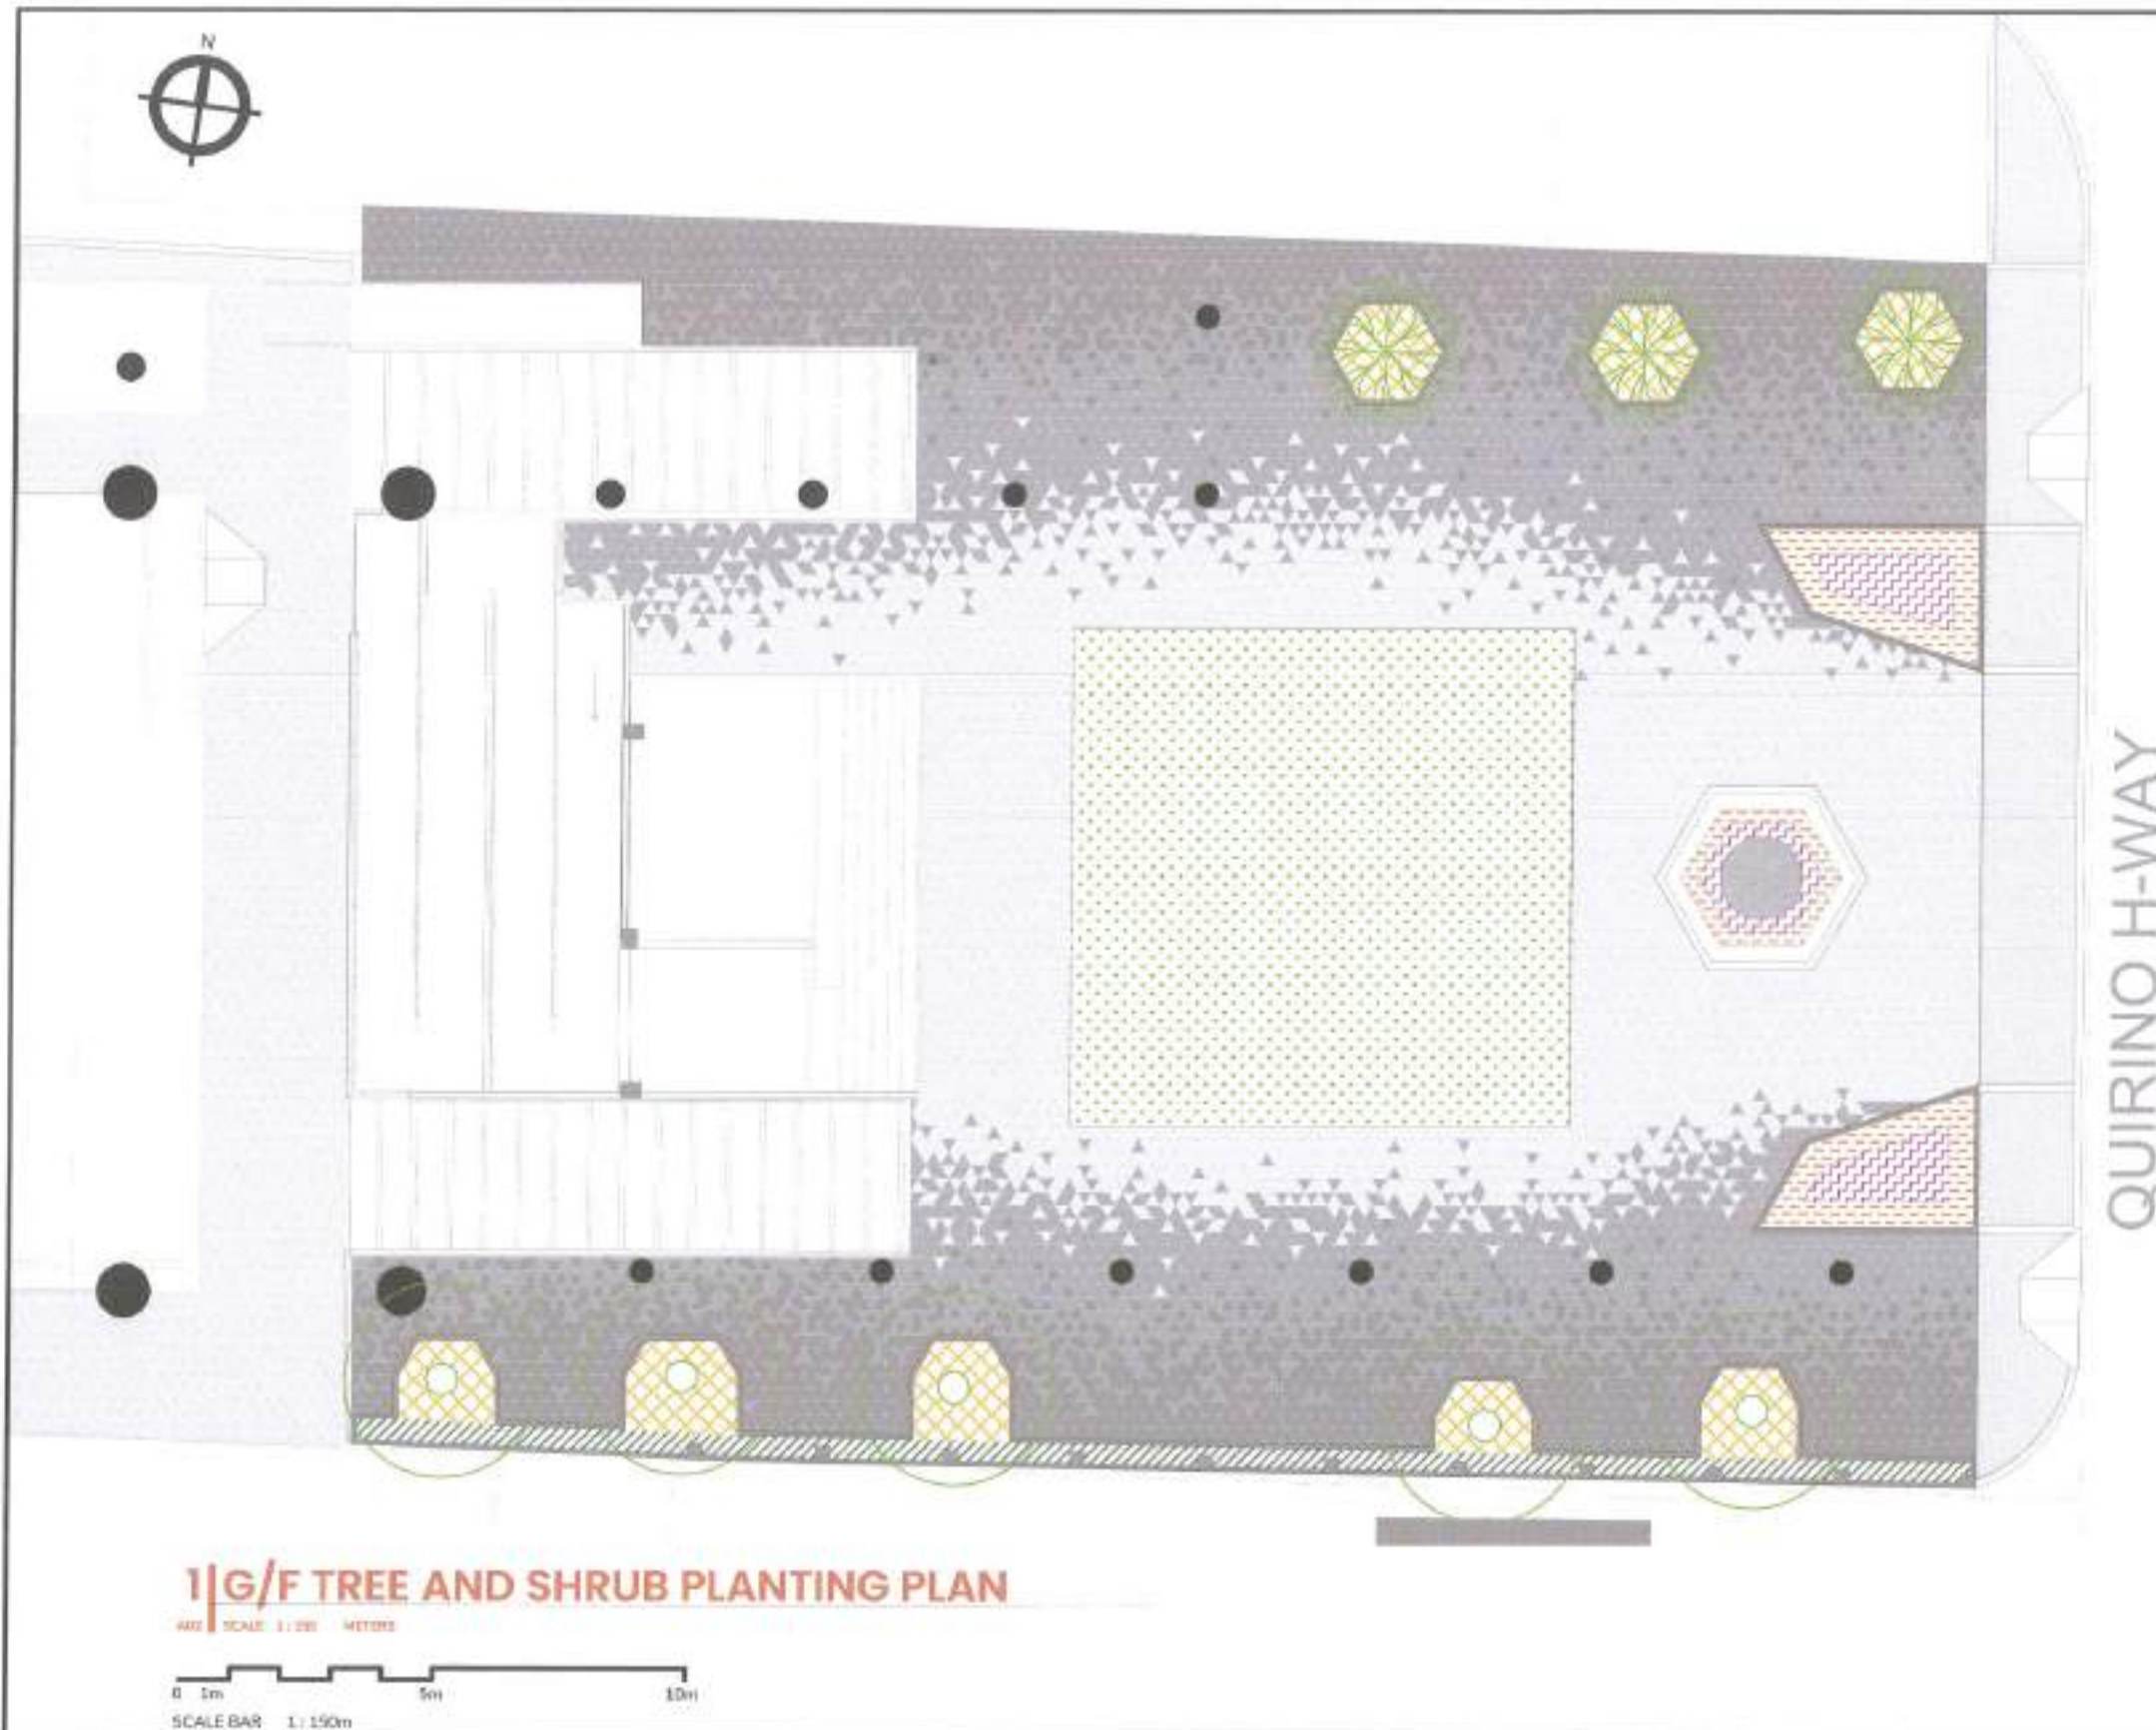 N
QUIRINO H-WAY
1 G/F TREE AND SHRUB PLANTING PLAN
SCALE METERS
0 1m 5m 10m
SCALE BAR 1 : 150m